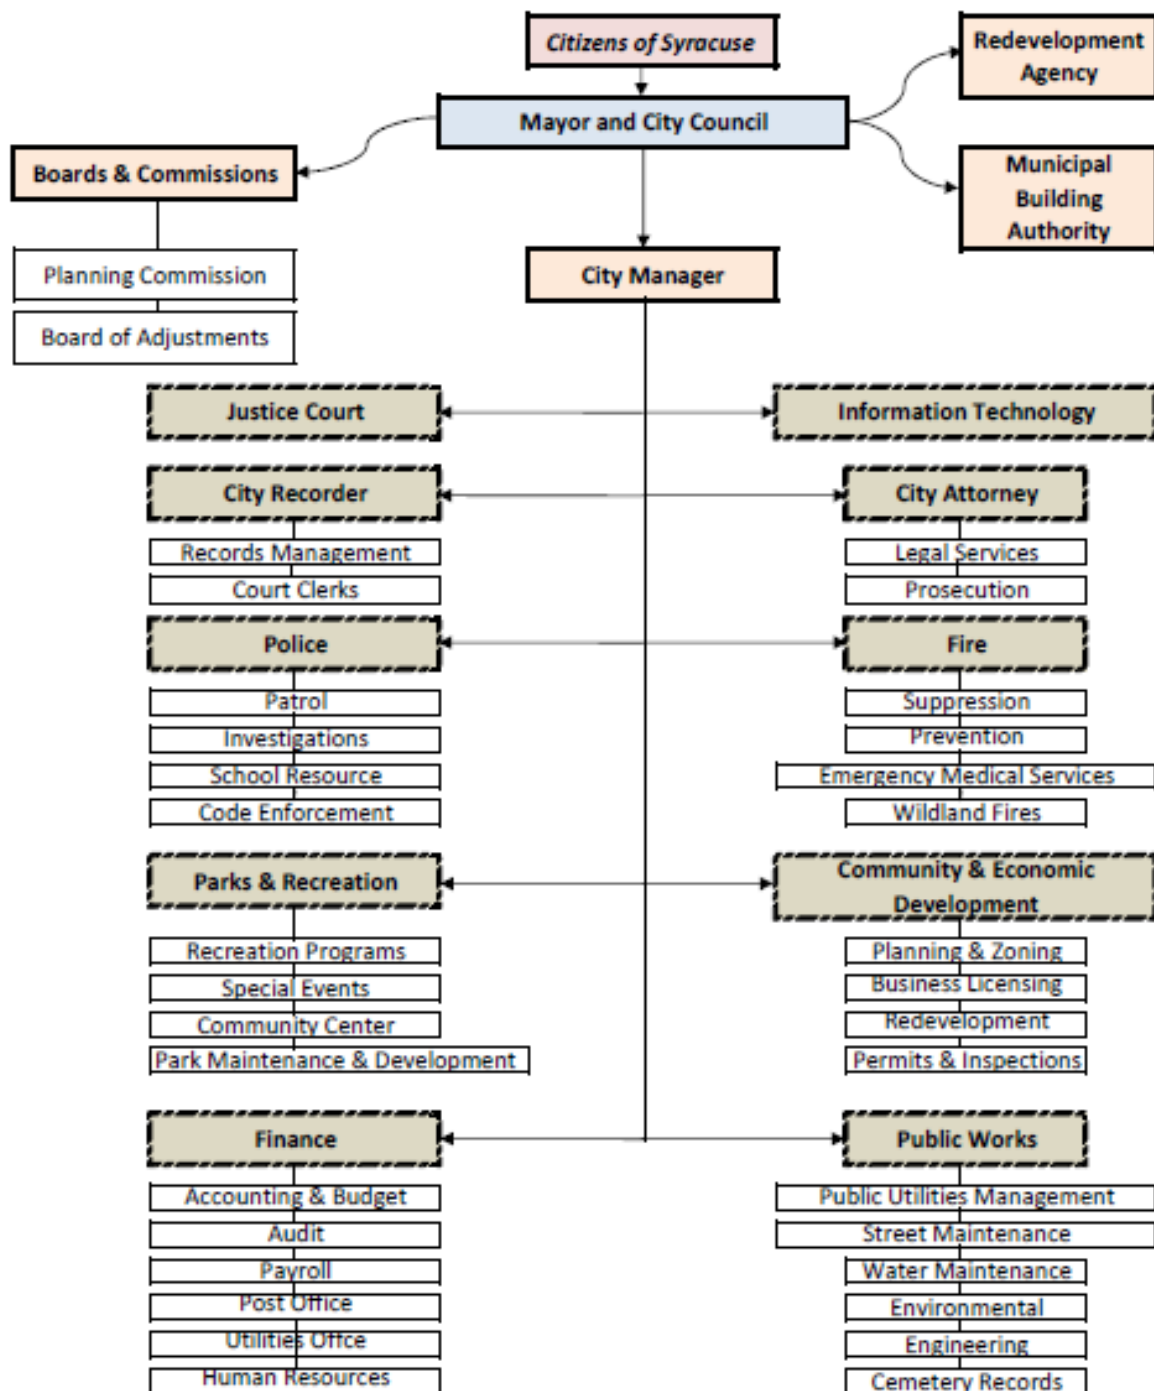 Citizens of Syracuse
Redevelopment
Agency
Mayor and City Council
Boards & Commissions
Municipal
Building
Authority
Planning Commission
City Manager
Board of Adjustments
Justice Court
Information Technology
City Recorder
City Attorney
Records Management
Legal Services
Court Clerks
Prosecution
Police
Fire
Patrol
Suppression
Investigations
Prevention
School Resource
Emergency Medical Services
Code Enforcement
Wildland Fires
Parks & Recreation
Community & Economic
Development
Recreation Programs
Planning & Zoning
Special Events
Business Licensing
Community Center
Redevelopment
Park Maintenance & Development
Permits & Inspections
Finance
Public Works
Accounting & Budget
Public Utilities Management
Audit
Street Maintenance
Payroll
Water Maintenance
Post Office
Environmental
Utilities Offce
Engineering
Human Resources
Cemetery Records